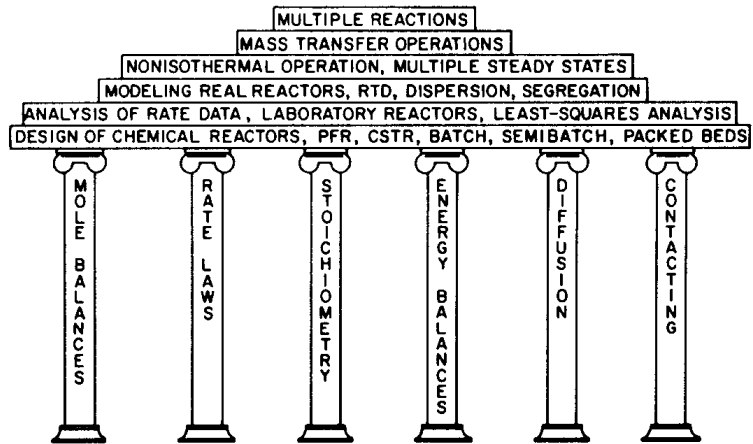 MULTIPLE REACTIONS
MASS TRANSFER OPERATIONS
NONISOTHERMAL OPERATION, MULTIPLE STEADY STATES
MODELING REAL REACTORS, RTD, DISPERSION, SEGREGATION
ANALYSIS OF RATE DATA, LABORATORY REACTORS, LEAST-SQUARES ANALYSIS
DESIGN OF CHEMICAL REACTORS, PFR, CSTR, BATCH, SEMIBATCH, PACKED BEDS
MOLE BALANCES
RATE LAWS
STOICHIOMETRY
ENERGY BALANCES
DIFFUSION
CONTACTING